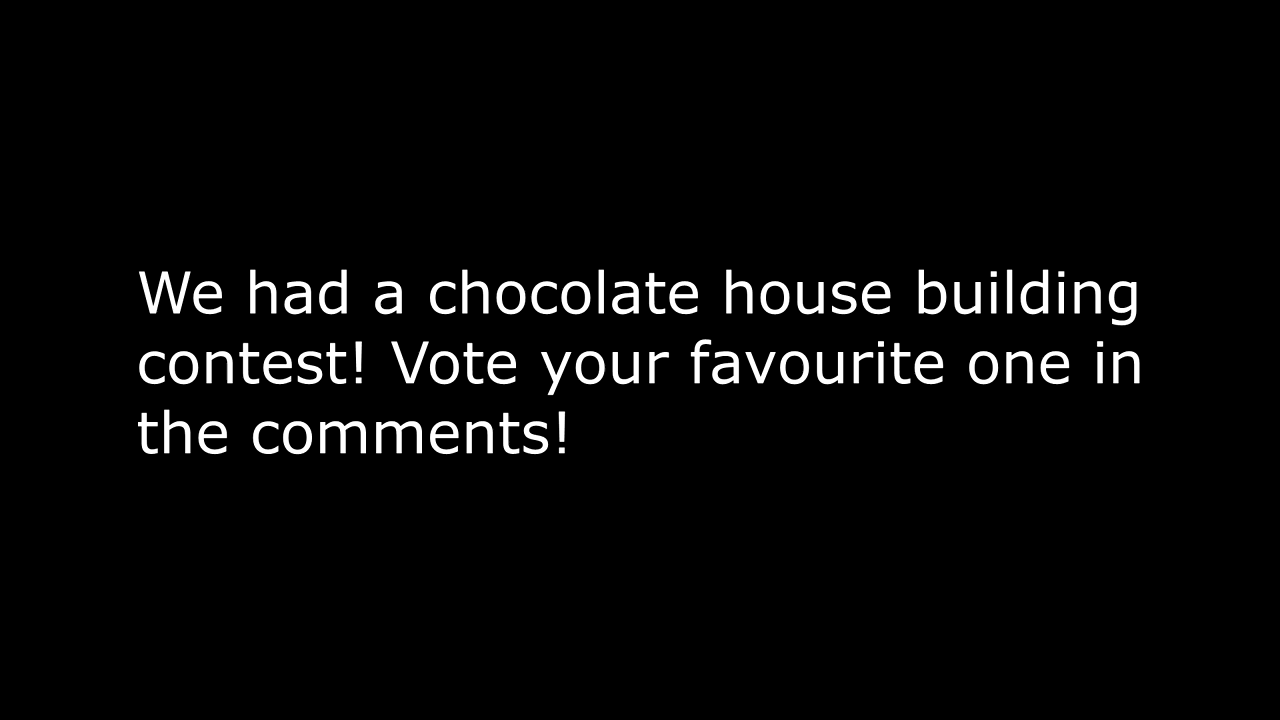 We had a chocolate house building
contest! Vote your favourite one in
the comments!